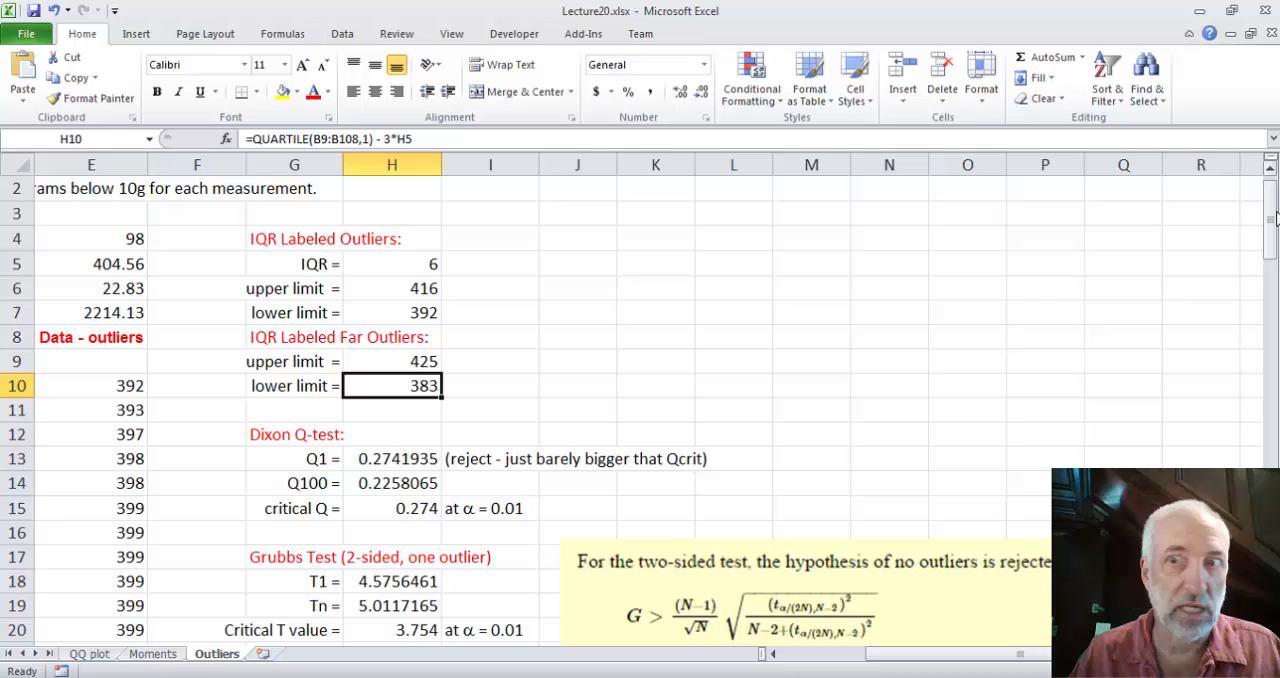 Lecture20.xlsx - Microsoft Excel
File Home Insert Page Layout Formulas Data Review View Developer Add-Ins Team
Paste
Cut
Copy
Format Painter
Clipboard
Calibri 11
B I U
Font
Wrap Text
Merge & Center
Alignment
General
$ % ,
Number
Conditional Formatting
Format as Table
Cell Styles
Styles
Insert Delete Format
Cells
AutoSum
Fill
Clear
Sort & Filter
Find & Select
Editing
H10 fx =QUARTILE(B9:B108,1) - 3*H5
E F G H I J K L M N O P Q R
2 rams below 10g for each measurement.
3
4 98 IQR Labeled Outliers:
5 404.56 IQR = 6
6 22.83 upper limit = 416
7 2214.13 lower limit = 392
8 Data - outliers IQR Labeled Far Outliers:
9 upper limit = 425
10 392 lower limit = 383
11 393
12 397 Dixon Q-test:
13 398 Q1 = 0.2741935 (reject - just barely bigger that Qcrit)
14 398 Q100 = 0.2258065
15 399 critical Q = 0.274 at α = 0.01
16 399
17 399 Grubbs Test (2-sided, one outlier)
18 399 T1 = 4.5756461
19 399 Tn = 5.0117165
20 399 Critical T value = 3.754 at α = 0.01
For the two-sided test, the hypothesis of no outliers is rejecte
G > (N−1)/√N √((t α/(2N),N−2)² / (N−2+(t α/(2N),N−2)²))
QQ plot Moments Outliers
Ready